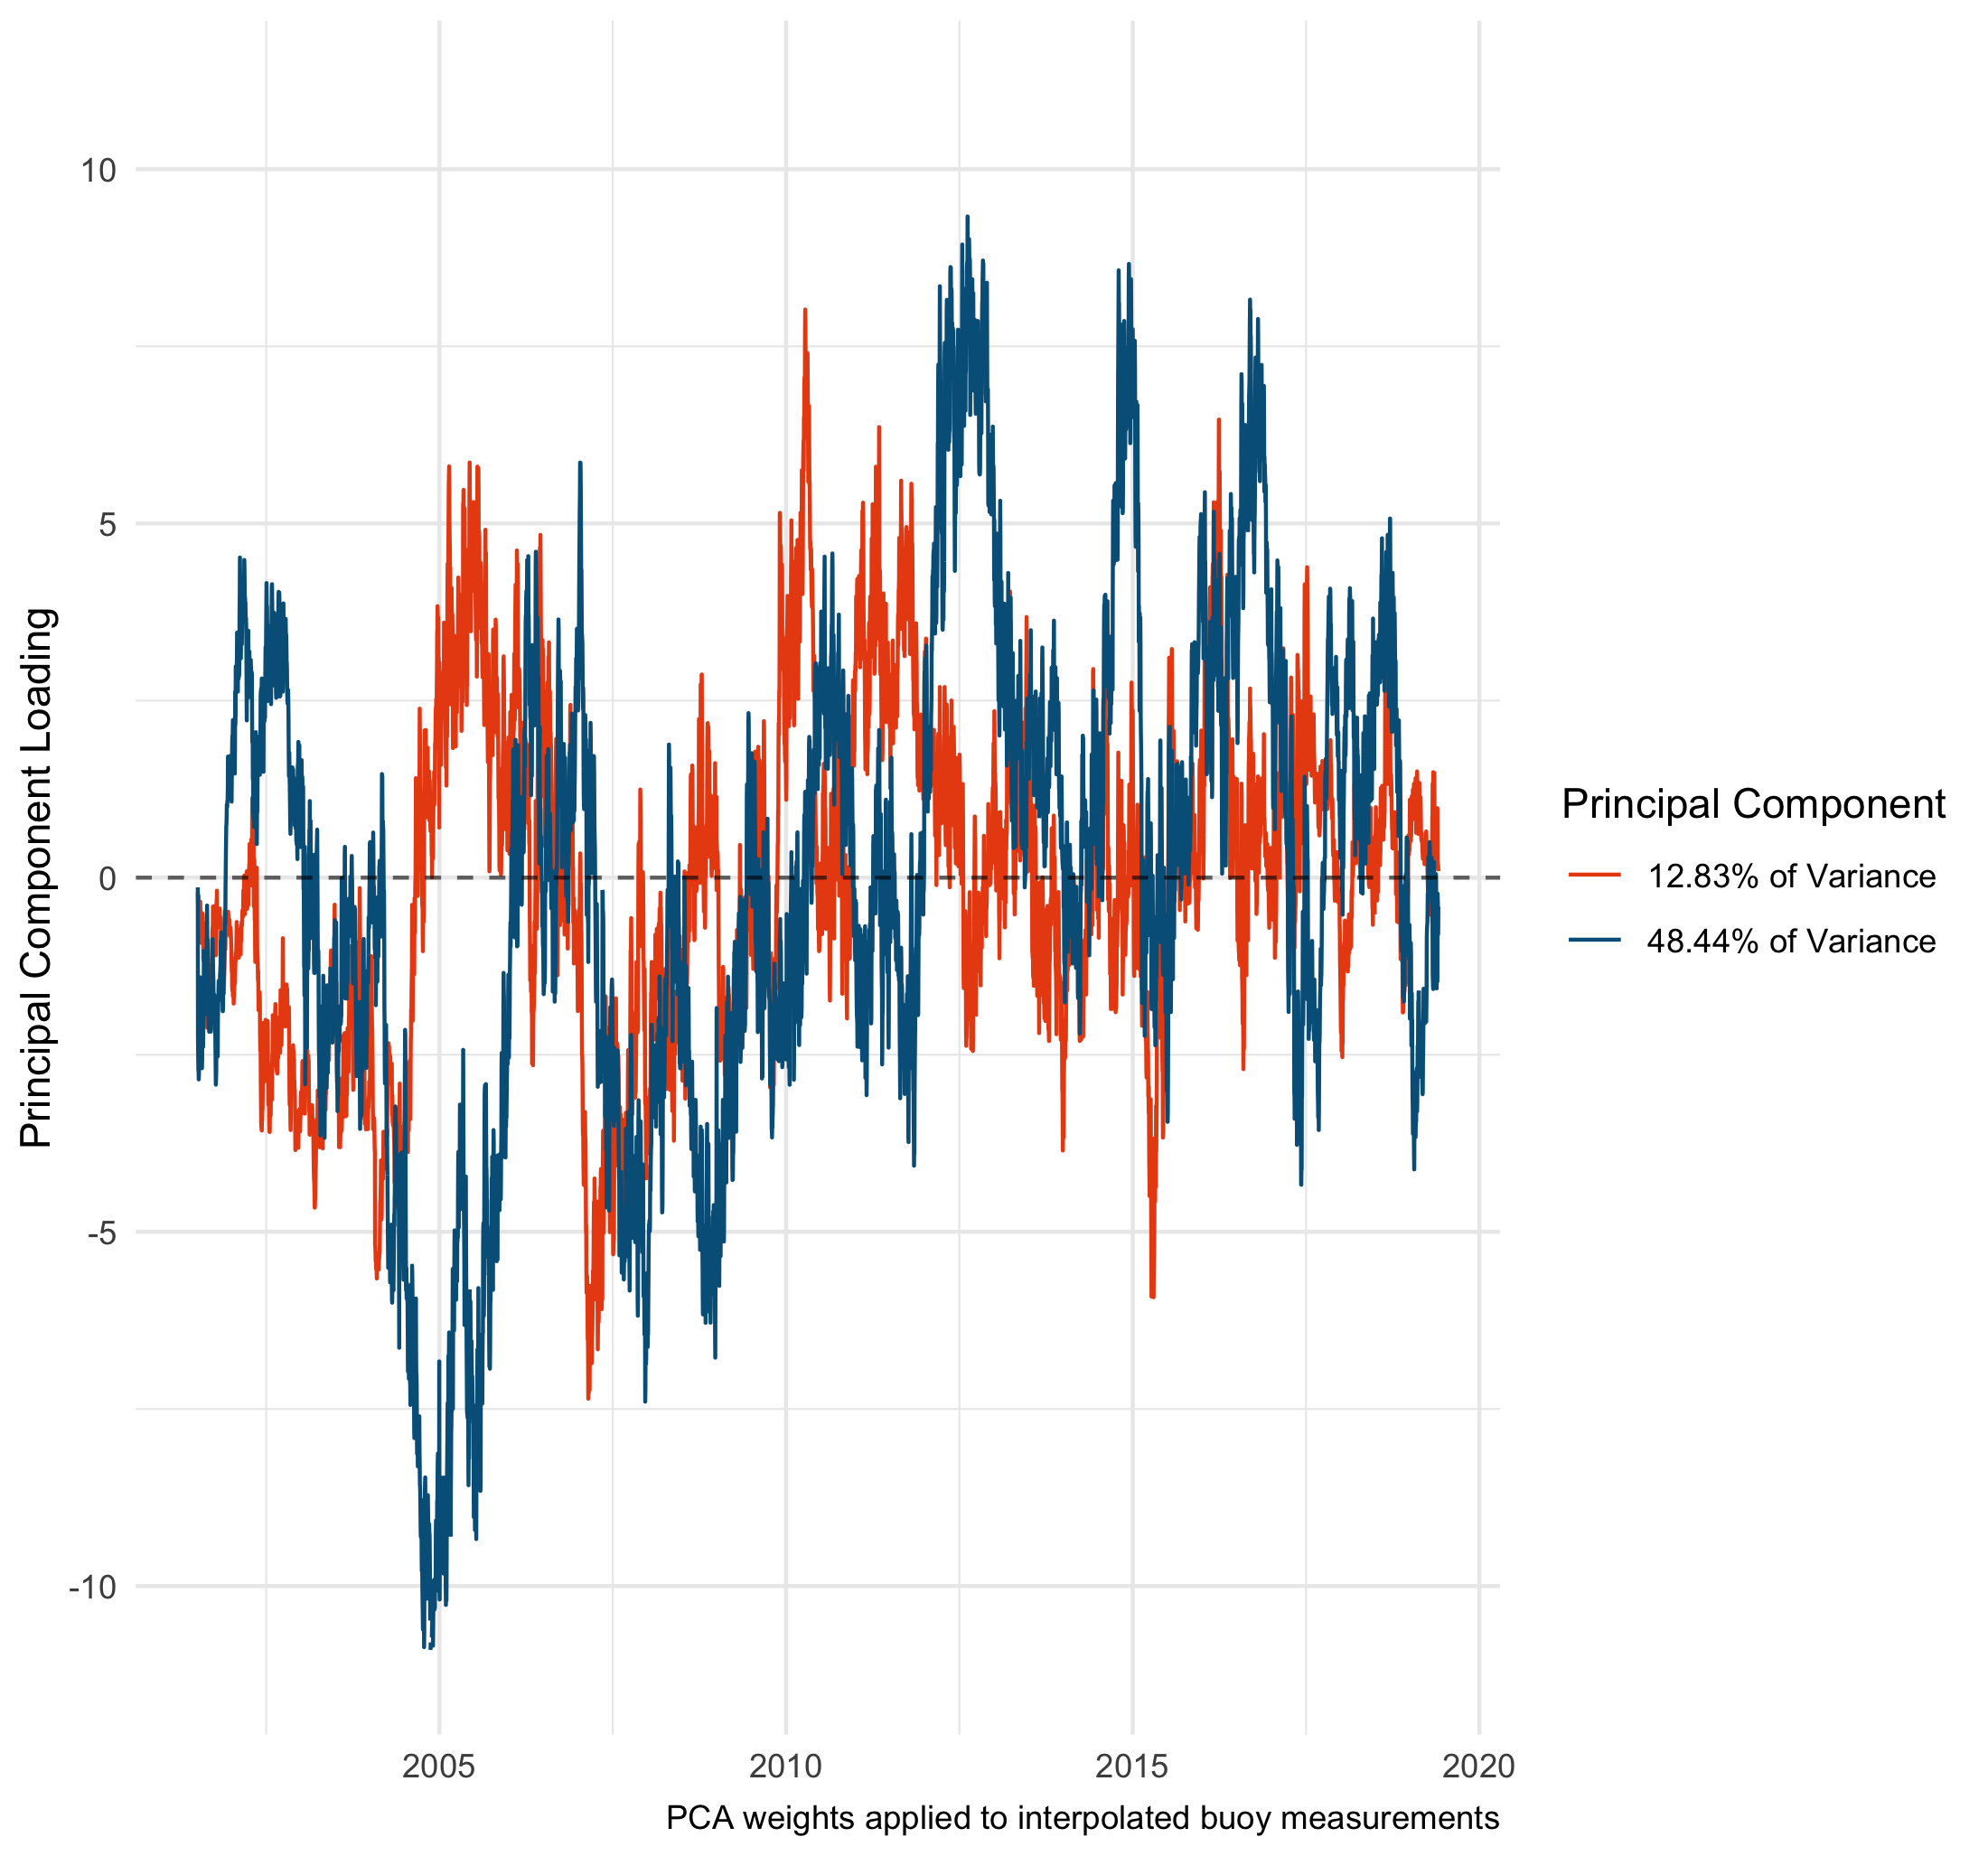 10
5
0
-5
-10
Principal Component Loading
2005
2010
2015
2020
PCA weights applied to interpolated buoy measurements
Principal Component
12.83% of Variance
48.44% of Variance